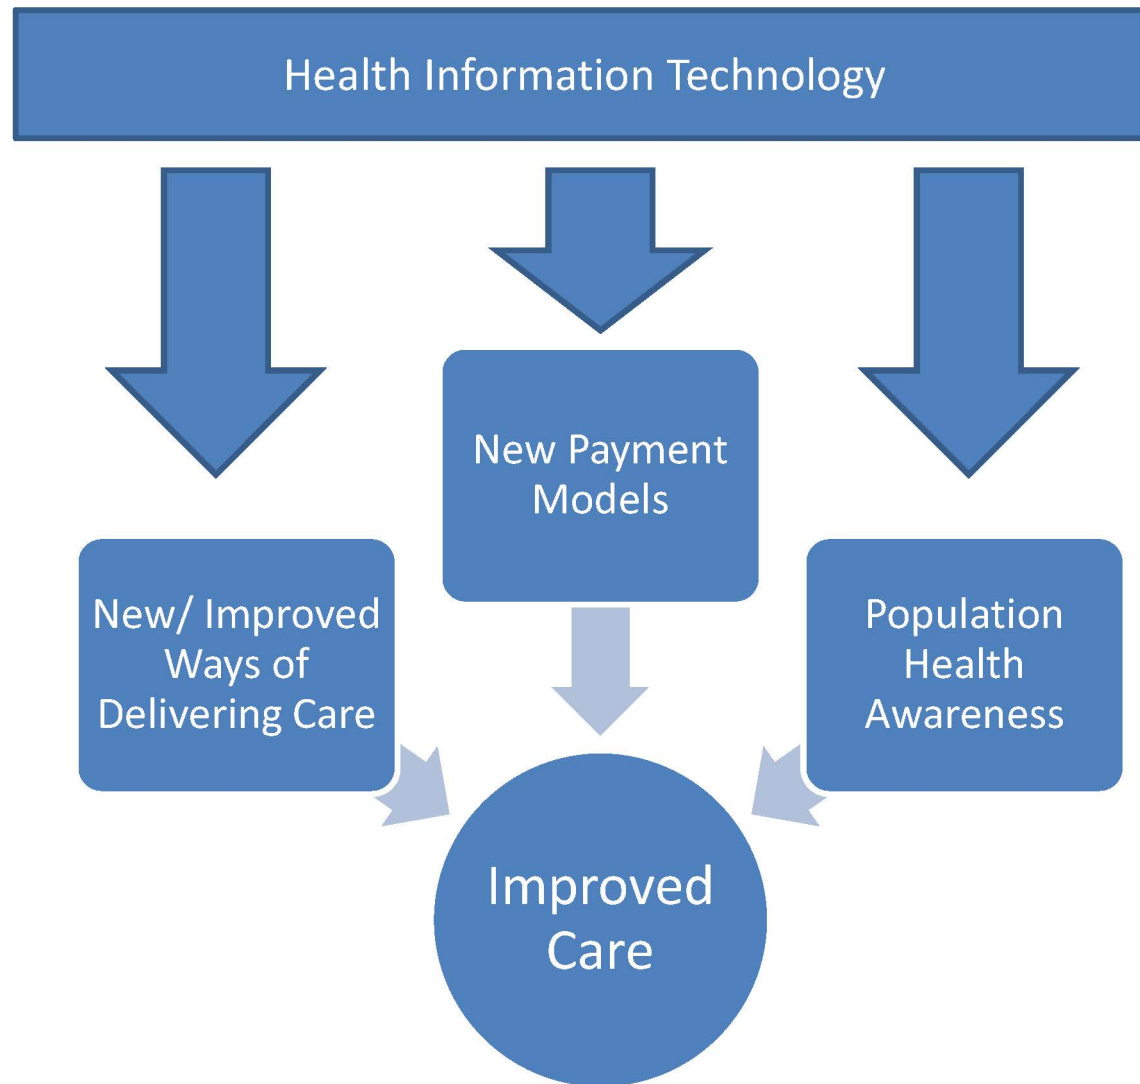 Health Information Technology
New Payment
Models
New/ Improved
Ways of
Delivering Care
Population
Health
Awareness
Improved
Care